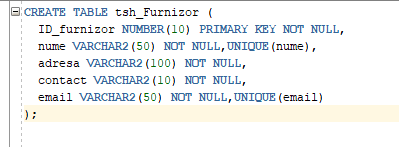 CREATE TABLE tsh_Furnizor (
ID_furnizor NUMBER(10) PRIMARY KEY NOT NULL,
nume VARCHAR2(50) NOT NULL,UNIQUE(nume),
adresa VARCHAR2(100) NOT NULL,
contact VARCHAR2(10) NOT NULL,
email VARCHAR2(50) NOT NULL,UNIQUE(email)
);